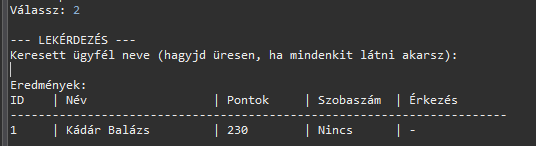 Válassz: 2
--- LEKÉRDEZÉS ---
Keresett ügyfél neve (hagyjd üresen, ha mindenkit látni akarsz):
Eredmények:
ID | Név | Pontok | Szobaszám | Érkezés
----------------------------------------------------------------------
1 | Kádár Balázs | 230 | Nincs | -